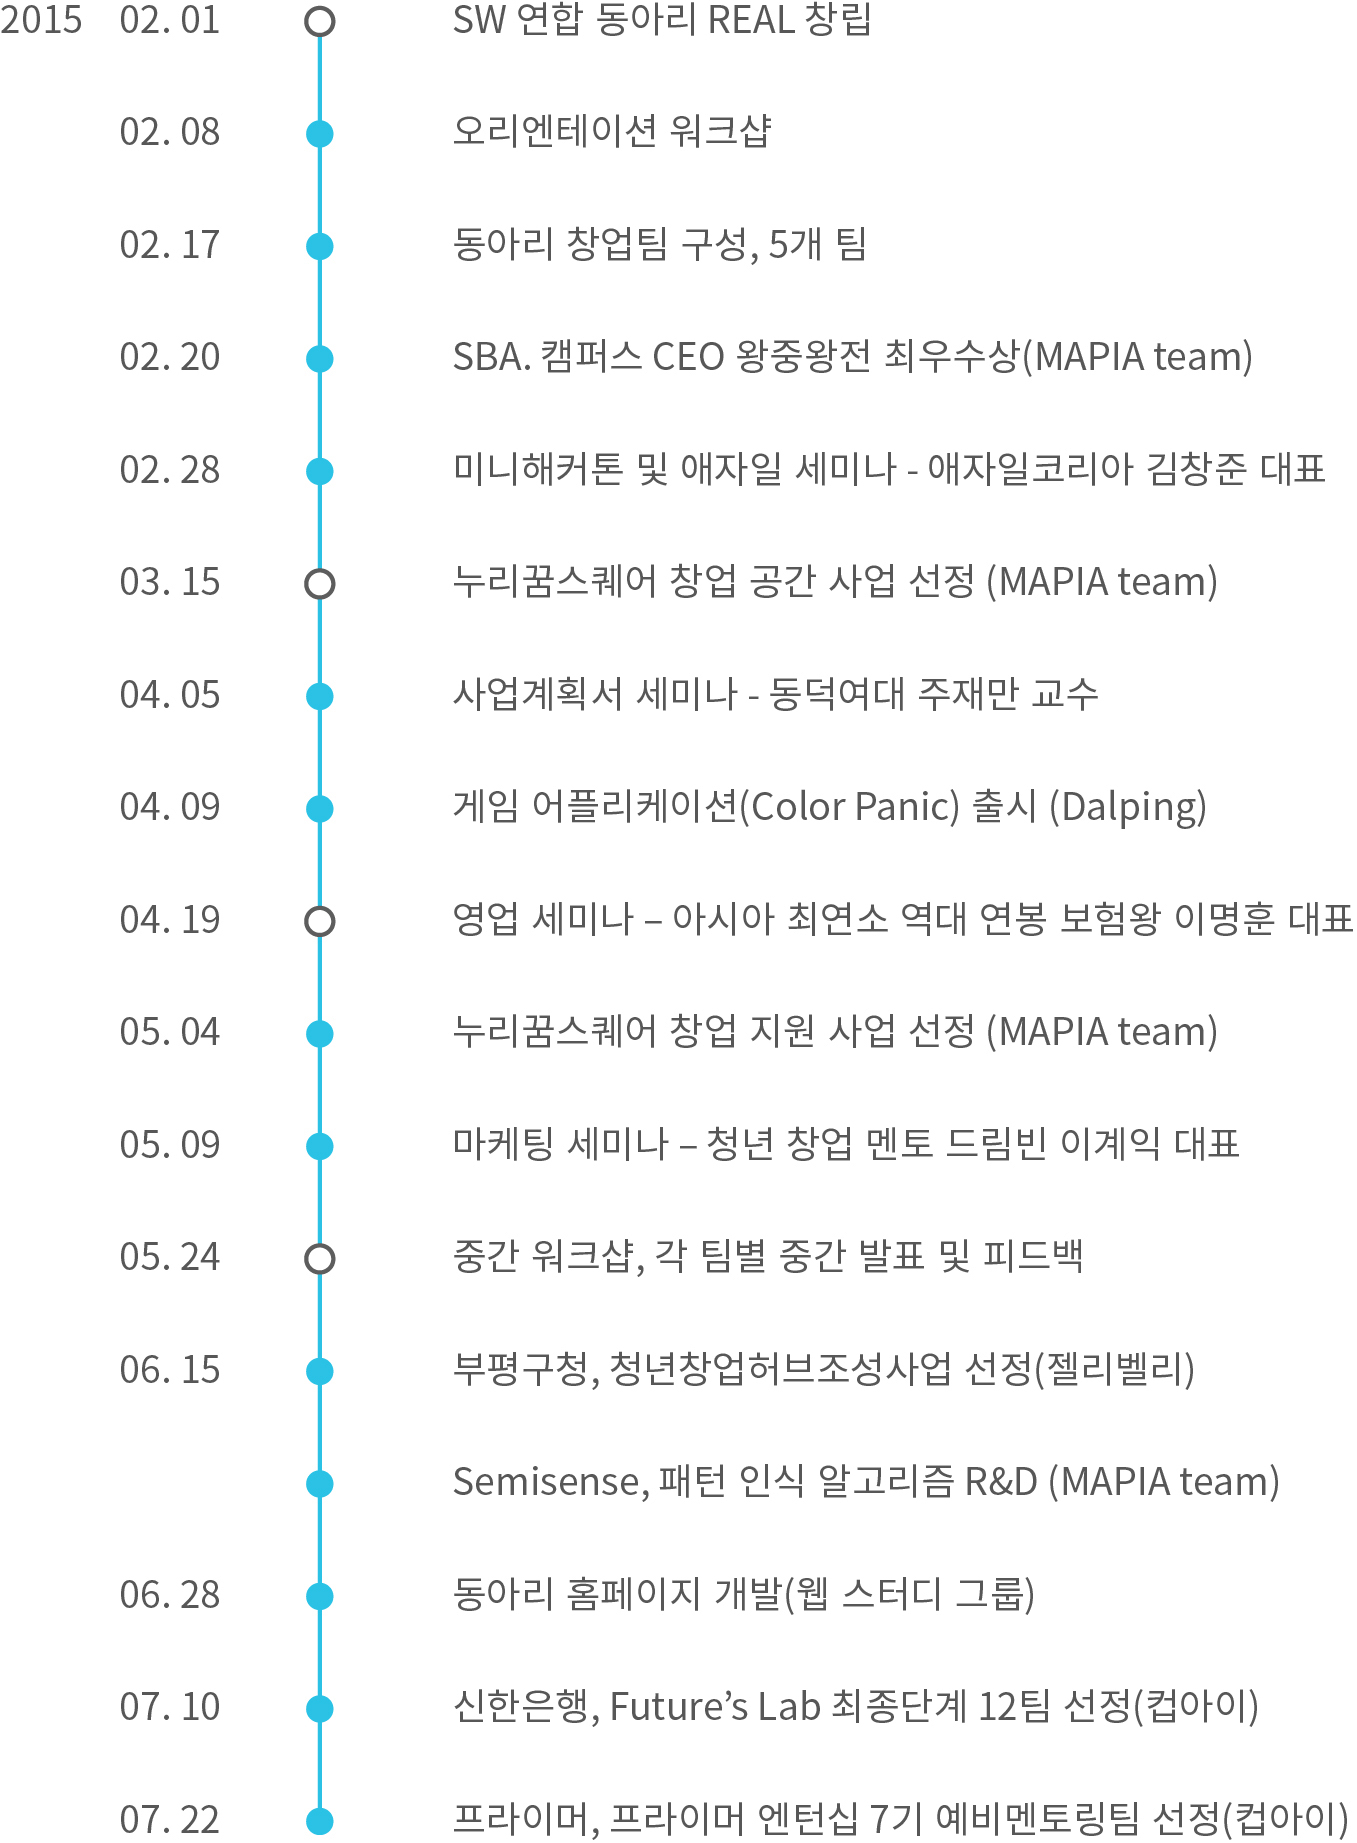 2015 02. 01 SW 연합 동아리 REAL 창립
02. 08 오리엔테이션 워크샵
02. 17 동아리 창업팀 구성, 5개 팀
02. 20 SBA. 캠퍼스 CEO 왕중왕전 최우수상(MAPIA team)
02. 28 미니해커톤 및 애자일 세미나 - 애자일코리아 김창준 대표
03. 15 누리꿈스퀘어 창업 공간 사업 선정 (MAPIA team)
04. 05 사업계획서 세미나 - 동덕여대 주재만 교수
04. 09 게임 어플리케이션(Color Panic) 출시 (Dalping)
04. 19 영업 세미나 – 아시아 최연소 역대 연봉 보험왕 이명훈 대표
05. 04 누리꿈스퀘어 창업 지원 사업 선정 (MAPIA team)
05. 09 마케팅 세미나 – 청년 창업 멘토 드림빈 이계익 대표
05. 24 중간 워크샵, 각 팀별 중간 발표 및 피드백
06. 15 부평구청, 청년창업허브조성사업 선정(젤리벨리)
Semisense, 패턴 인식 알고리즘 R&D (MAPIA team)
06. 28 동아리 홈페이지 개발(웹 스터디 그룹)
07. 10 신한은행, Future’s Lab 최종단계 12팀 선정(컵아이)
07. 22 프라이머, 프라이머 엔턴십 7기 예비멘토링팀 선정(컵아이)